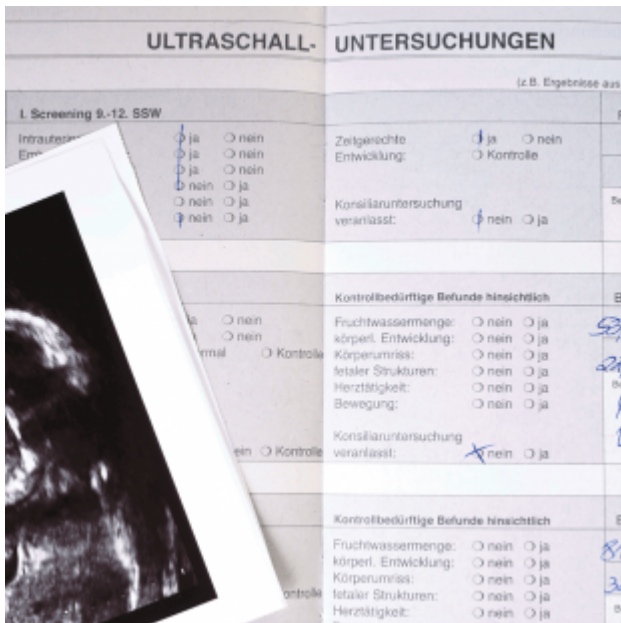 ULTRASCHALL- UNTERSUCHUNGEN
(z.B. Ergebnisse aus
I. Screening 9.-12. SSW
ja nein
ja nein
ja nein
nein ja
nein ja
nein ja
Zeitgerechte ja nein
Entwicklung: Kontrolle
Konsiliaruntersuchung
veranlasst: nein ja
nein
nein
Kontrolle
Kontrolle
Kontrollbedürftige Befunde hinsichtlich
Fruchtwassermenge: nein ja
körperl. Entwicklung: nein ja
Körperumriss: nein ja
fetaler Strukturen: nein ja
Herztätigkeit: nein ja
Bewegung: nein ja
Konsiliaruntersuchung
veranlasst: nein ja
Kontrollbedürftige Befunde hinsichtlich
Fruchtwassermenge: nein ja
körperl. Entwicklung: nein ja
Körperumriss: nein ja
fetaler Strukturen: nein ja
Herztätigkeit: nein ja